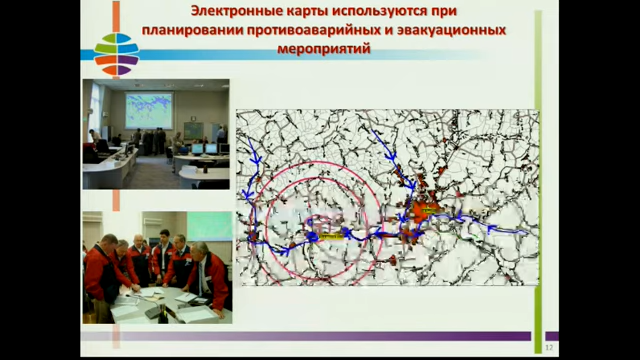 Электронные карты используются при
планировании противоаварийных и эвакуационных
мероприятий
12